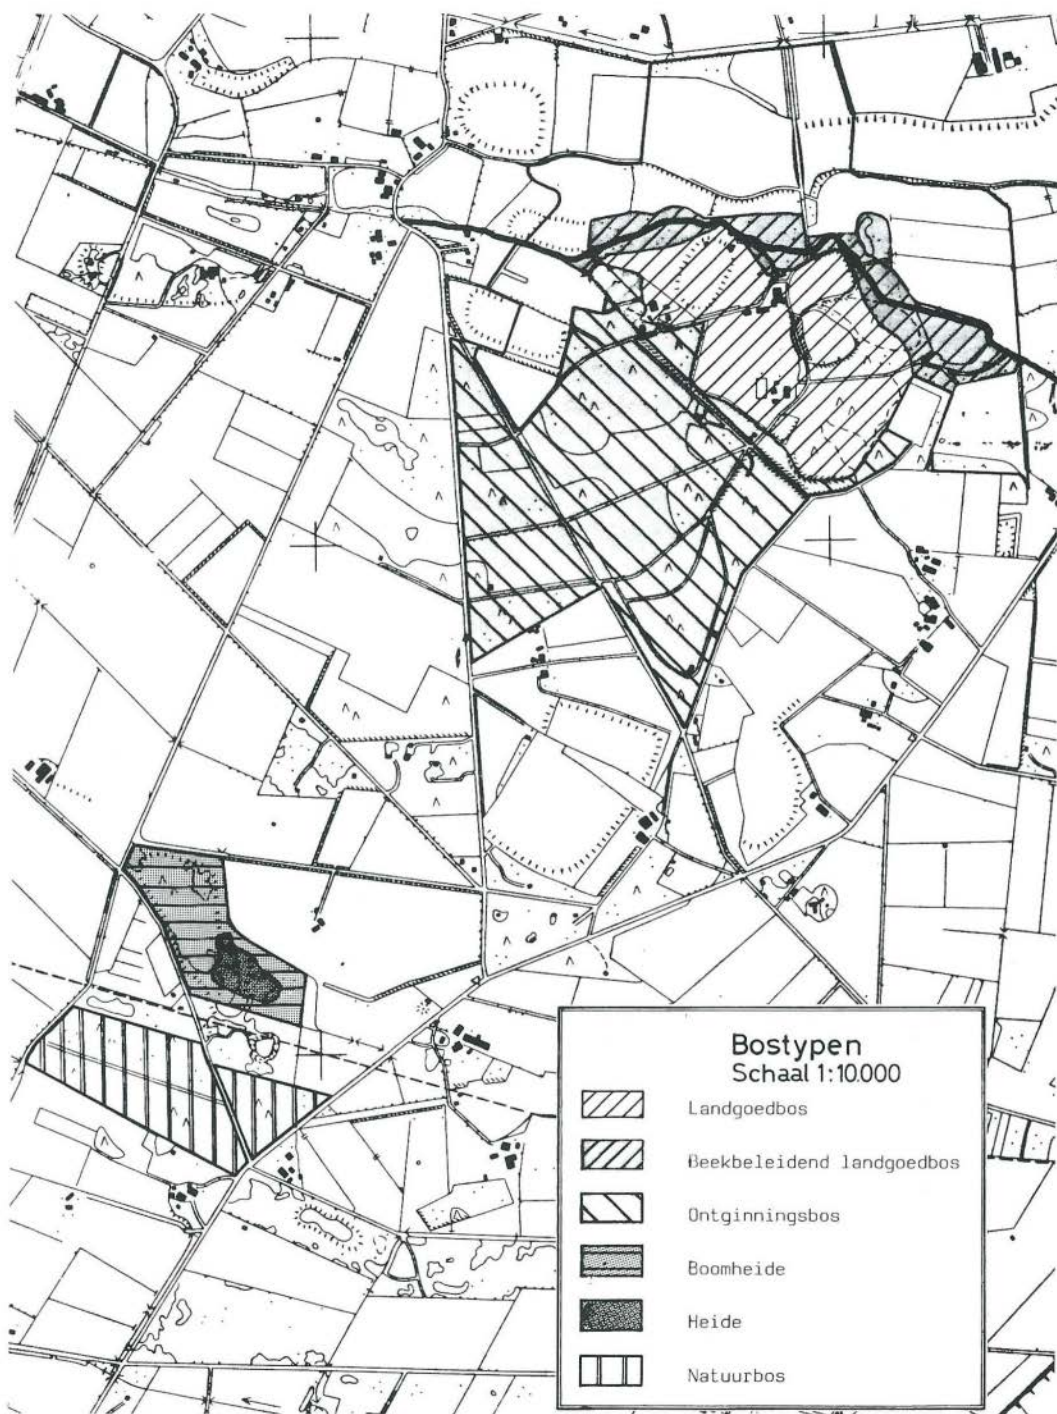 Bostypen
Schaal 1:10.000
Landgoedbos
Beekbeleidend landgoedbos
Ontginningsbos
Boomheide
Heide
Natuurbos